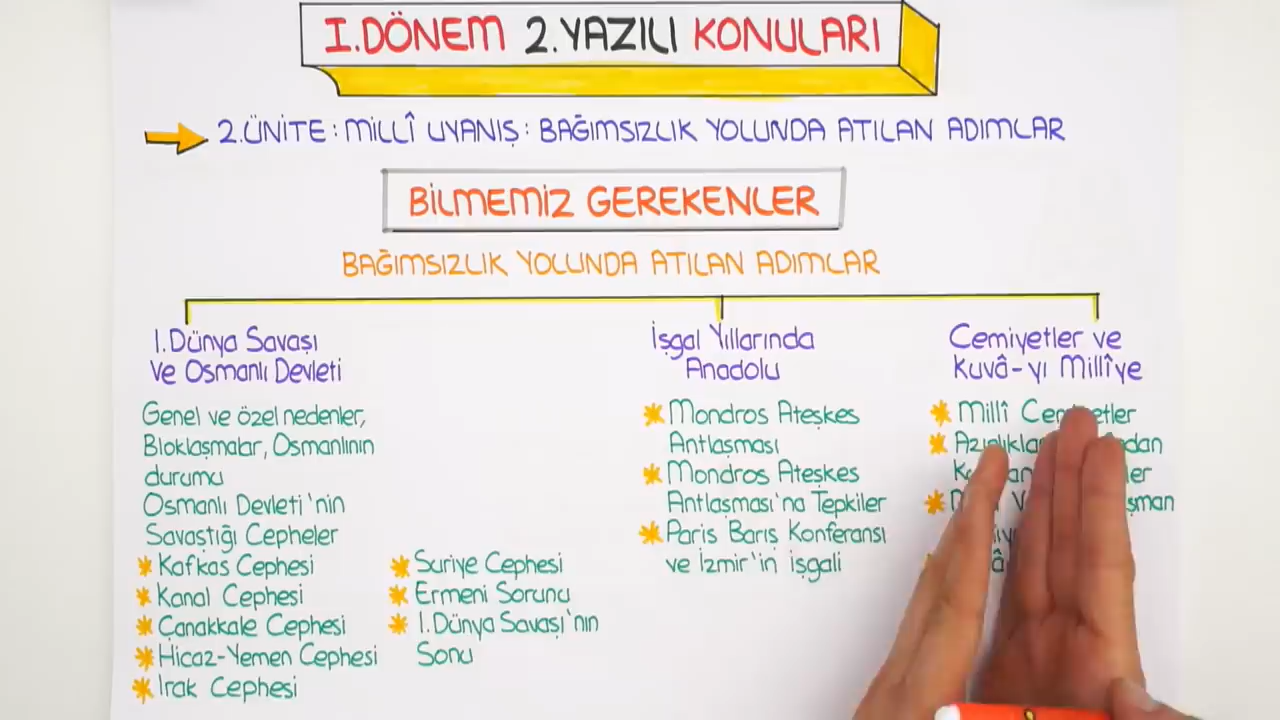 I.DÖNEM 2.YAZILI KONULARI
2.ÜNİTE: MİLLÎ UYANIŞ: BAĞIMSIZLIK YOLUNDA ATILAN ADIMLAR
BİLMEMİZ GEREKENLER
BAĞIMSIZLIK YOLUNDA ATILAN ADIMLAR
I.Dünya Savaşı
Ve Osmanlı Devleti
Genel ve özel nedenler,
Bloklaşmalar, Osmanlının
durumu
Osmanlı Devleti'nin
Savaştığı Cepheler
Kafkas Cephesi
Kanal Cephesi
Çanakkale Cephesi
Hicaz-Yemen Cephesi
Irak Cephesi
Suriye Cephesi
Ermeni Sorunu
I.Dünya Savaşı'nın
Sonu
İşgal Yıllarında
Anadolu
Mondros Ateşkes
Antlaşması
Mondros Ateşkes
Antlaşması'na Tepkiler
Paris Barış Konferansı
ve İzmir'in işgali
Cemiyetler ve
Kuvâ-yı Millîye
Millî